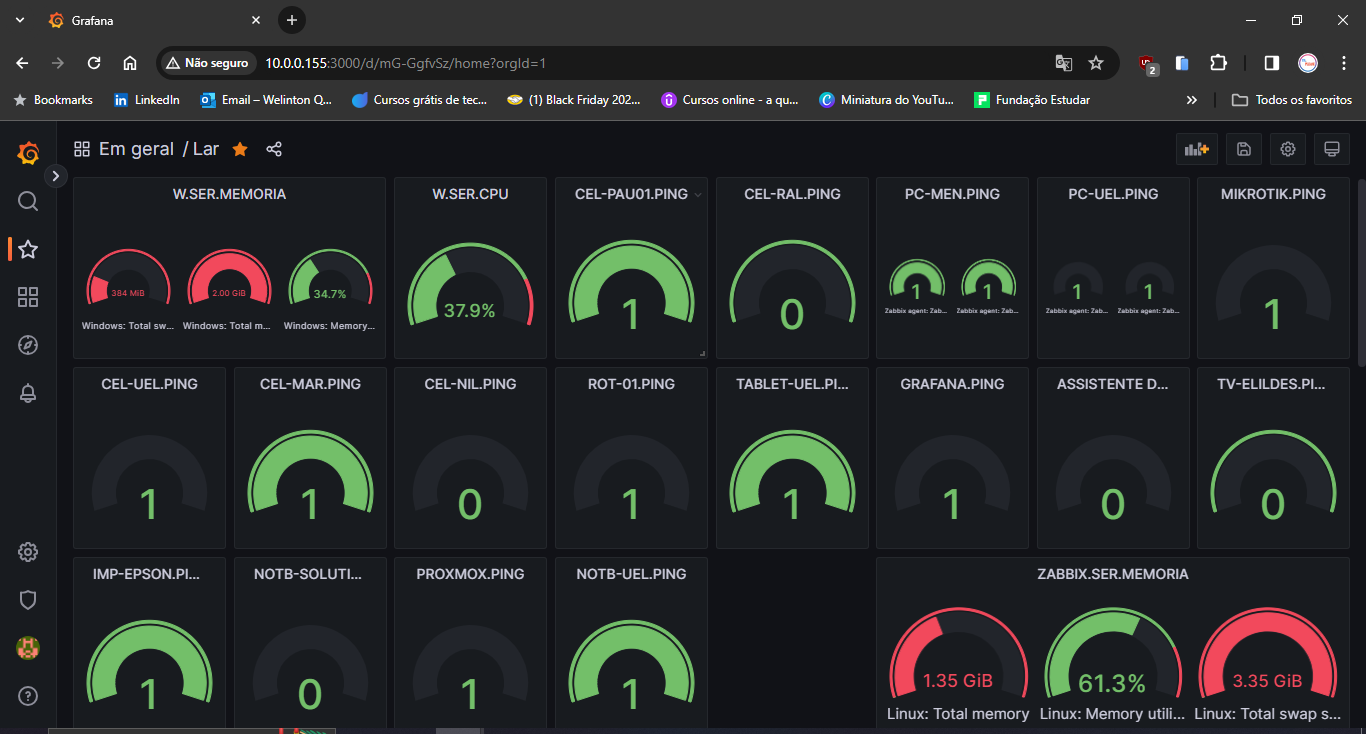 Grafana
Não seguro
10.0.0.155:3000/d/mG-GgfvSz/home?orgId=1
2
Bookmarks
LinkedIn
Email – Welinton Q...
Cursos grátis de tec...
(1) Black Friday 202...
Cursos online - a qu...
Miniatura do YouTu...
Fundação Estudar
Todos os favoritos
Em geral / Lar
W.SER.MEMORIA
384 MiB
2.00 GiB
34.7%
Windows: Total sw...
Windows: Total m...
Windows: Memory...
W.SER.CPU
37.9%
CEL-PAU01.PING
1
CEL-RAL.PING
0
PC-MEN.PING
1
1
Zabbix agent: Zab...
Zabbix agent: Zab...
PC-UEL.PING
1
1
Zabbix agent: Zab...
Zabbix agent: Zab...
MIKROTIK.PING
1
CEL-UEL.PING
1
CEL-MAR.PING
1
CEL-NIL.PING
0
ROT-01.PING
1
TABLET-UEL.PI...
1
GRAFANA.PING
1
ASSISTENTE D...
0
TV-ELILDES.PI...
0
IMP-EPSON.PI...
1
NOTB-SOLUTI...
0
PROXMOX.PING
1
NOTB-UEL.PING
1
ZABBIX.SER.MEMORIA
1.35 GiB
61.3%
3.35 GiB
Linux: Total memory
Linux: Memory utili...
Linux: Total swap s...